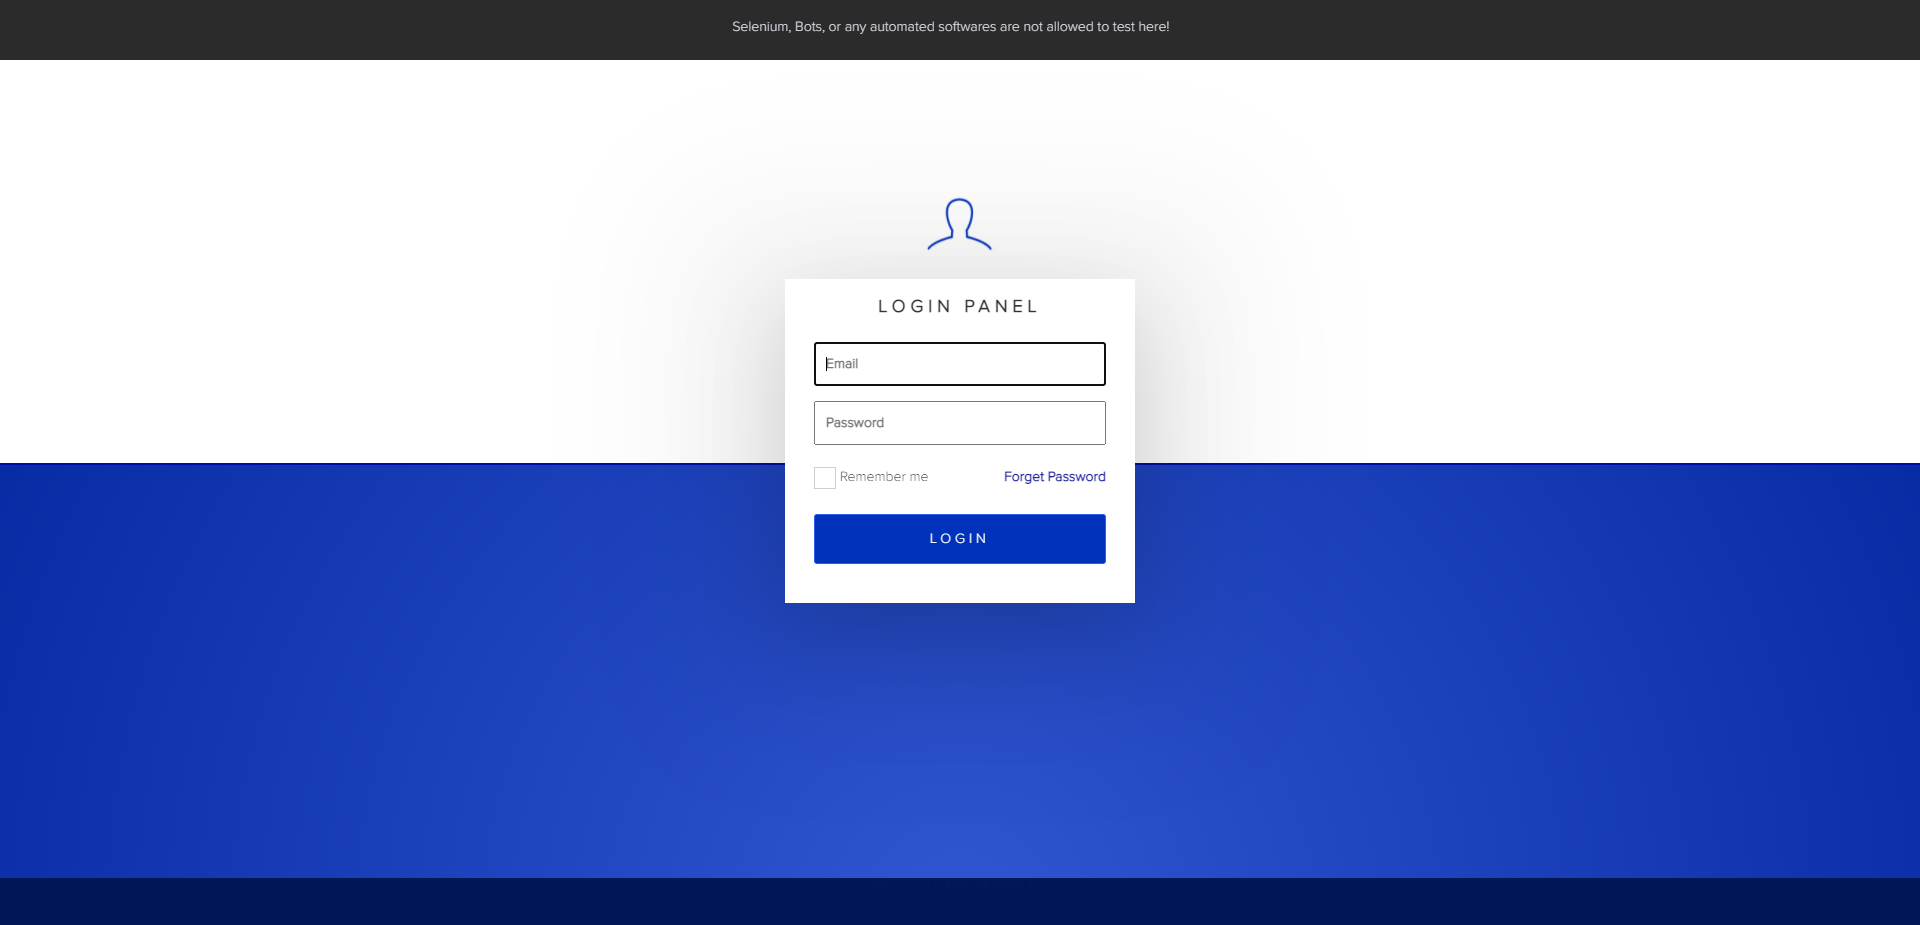 Selenium, Bots, or any automated softwares are not allowed to test here!
LOGIN PANEL
Email
Password
Remember me
Forget Password
LOGIN